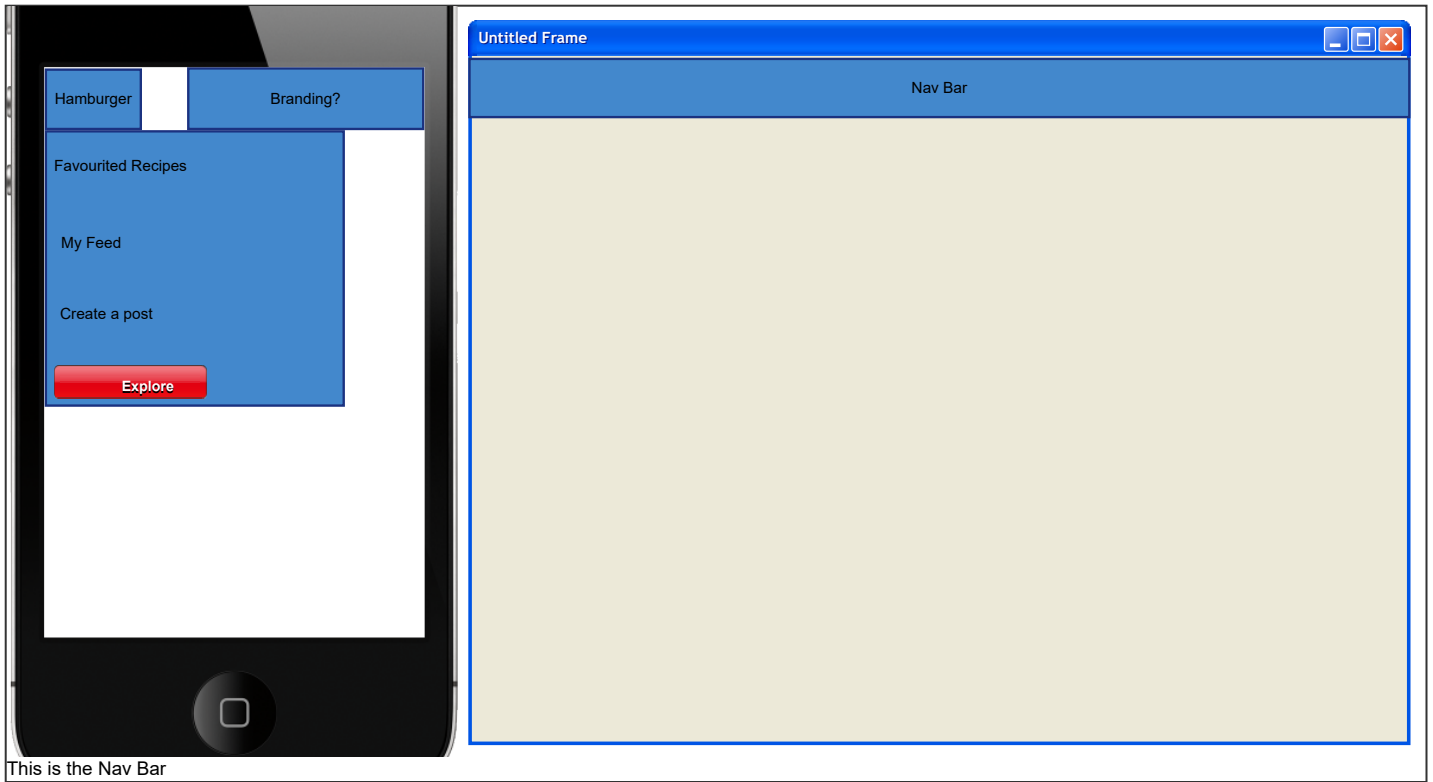 Untitled Frame
Hamburger
Branding?
Nav Bar
Favourited Recipes
My Feed
Create a post
Explore
This is the Nav Bar